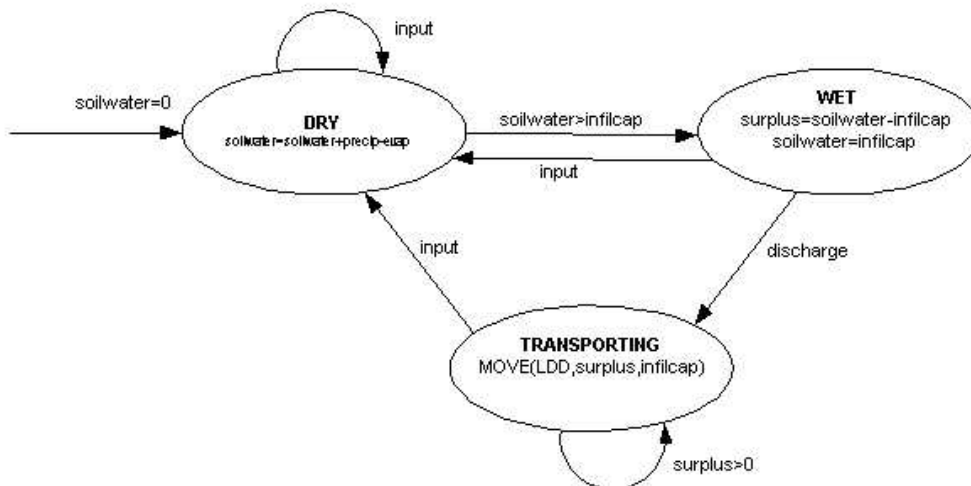 input
soilwater=0
DRY
soilwater=soilwater+precip-evap
soilwater>infilcap
WET
surplus=soilwater-infilcap
soilwater=infilcap
input
input
discharge
TRANSPORTING
MOVE(LDD,surplus,infilcap)
surplus>0